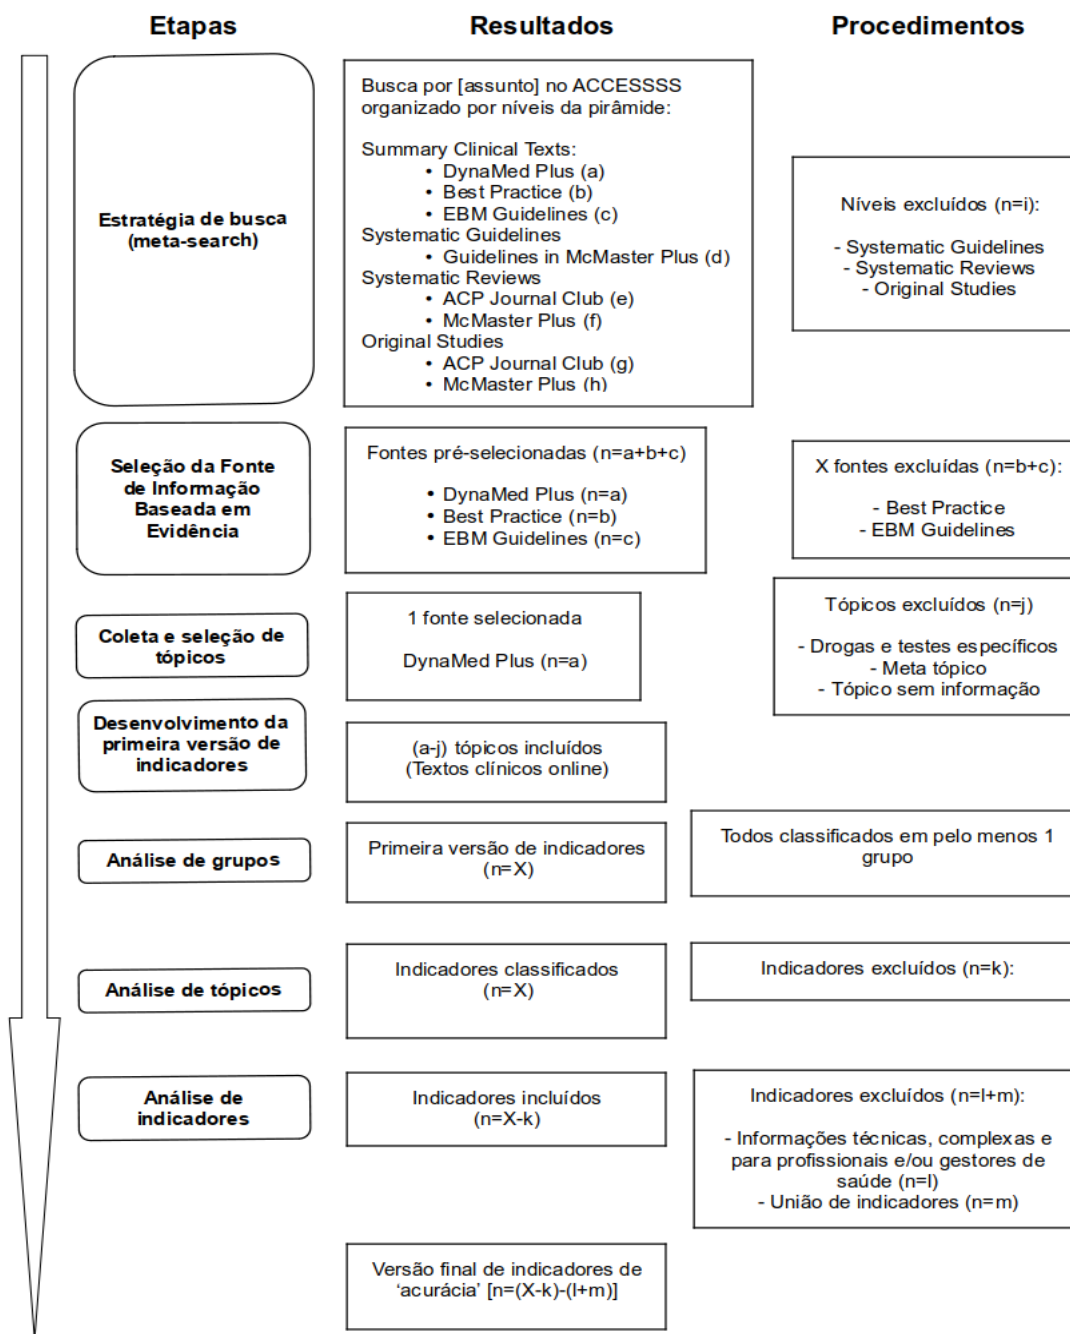 Etapas
Resultados
Procedimentos
Estratégia de busca
(meta-search)
Busca por [assunto] no ACCESSSS
organizado por níveis da pirâmide:
Summary Clinical Texts:
• DynaMed Plus (a)
• Best Practice (b)
• EBM Guidelines (c)
Systematic Guidelines
• Guidelines in McMaster Plus (d)
Systematic Reviews
• ACP Journal Club (e)
• McMaster Plus (f)
Original Studies
• ACP Journal Club (g)
• McMaster Plus (h)
Níveis excluídos (n=i):
- Systematic Guidelines
- Systematic Reviews
- Original Studies
Seleção da Fonte
de Informação
Baseada em
Evidência
Fontes pré-selecionadas (n=a+b+c)
• DynaMed Plus (n=a)
• Best Practice (n=b)
• EBM Guidelines (n=c)
X fontes excluídas (n=b+c):
- Best Practice
- EBM Guidelines
Coleta e seleção de
tópicos
1 fonte selecionada
DynaMed Plus (n=a)
Tópicos excluídos (n=j)
- Drogas e testes específicos
- Meta tópico
- Tópico sem informação
Desenvolvimento da
primeira versão de
indicadores
(a-j) tópicos incluídos
(Textos clínicos online)
Análise de grupos
Primeira versão de indicadores
(n=X)
Todos classificados em pelo menos 1
grupo
Análise de tópicos
Indicadores classificados
(n=X)
Indicadores excluídos (n=k):
Análise de
indicadores
Indicadores incluídos
(n=X-k)
Indicadores excluídos (n=l+m):
- Informações técnicas, complexas e
para profissionais e/ou gestores de
saúde (n=l)
- União de indicadores (n=m)
Versão final de indicadores de
‘acurácia’ [n=(X-k)-(l+m)]